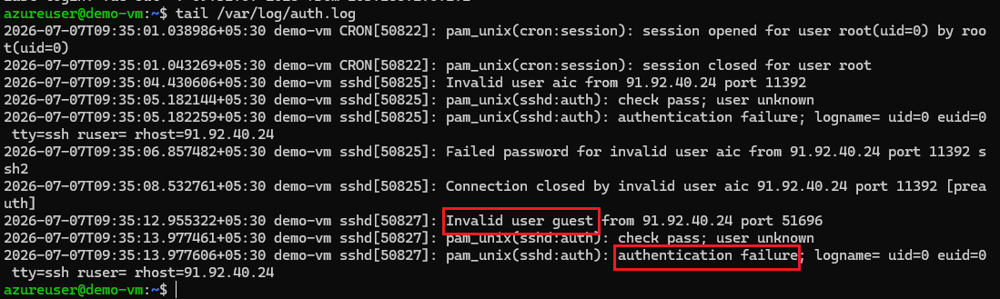 azureuser@demo-vm:~$ tail /var/log/auth.log
2026-07-07T09:35:01.038986+05:30 demo-vm CRON[50822]: pam_unix(cron:session): session opened for user root(uid=0) by roo
t(uid=0)
2026-07-07T09:35:01.043269+05:30 demo-vm CRON[50822]: pam_unix(cron:session): session closed for user root
2026-07-07T09:35:04.430606+05:30 demo-vm sshd[50825]: Invalid user aic from 91.92.40.24 port 11392
2026-07-07T09:35:05.182144+05:30 demo-vm sshd[50825]: pam_unix(sshd:auth): check pass; user unknown
2026-07-07T09:35:05.182259+05:30 demo-vm sshd[50825]: pam_unix(sshd:auth): authentication failure; logname= uid=0 euid=0
 tty=ssh ruser= rhost=91.92.40.24
2026-07-07T09:35:06.857482+05:30 demo-vm sshd[50825]: Failed password for invalid user aic from 91.92.40.24 port 11392 s
sh2
2026-07-07T09:35:08.532761+05:30 demo-vm sshd[50825]: Connection closed by invalid user aic 91.92.40.24 port 11392 [prea
uth]
2026-07-07T09:35:12.955322+05:30 demo-vm sshd[50827]: Invalid user guest from 91.92.40.24 port 51696
2026-07-07T09:35:13.977461+05:30 demo-vm sshd[50827]: pam_unix(sshd:auth): check pass; user unknown
2026-07-07T09:35:13.977606+05:30 demo-vm sshd[50827]: pam_unix(sshd:auth): authentication failure; logname= uid=0 euid=0
 tty=ssh ruser= rhost=91.92.40.24
azureuser@demo-vm:~$